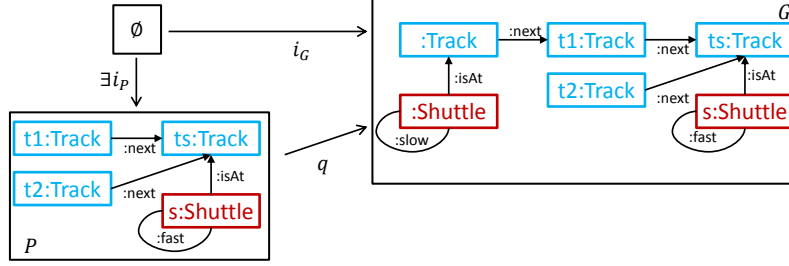 ∅
i_G
G
:Track
:next
t1:Track
:next
ts:Track
∃i_P
:isAt
t2:Track
:next
:isAt
:Shuttle
s:Shuttle
:slow
:fast
t1:Track
:next
ts:Track
q
t2:Track
:next
:isAt
s:Shuttle
:fast
P